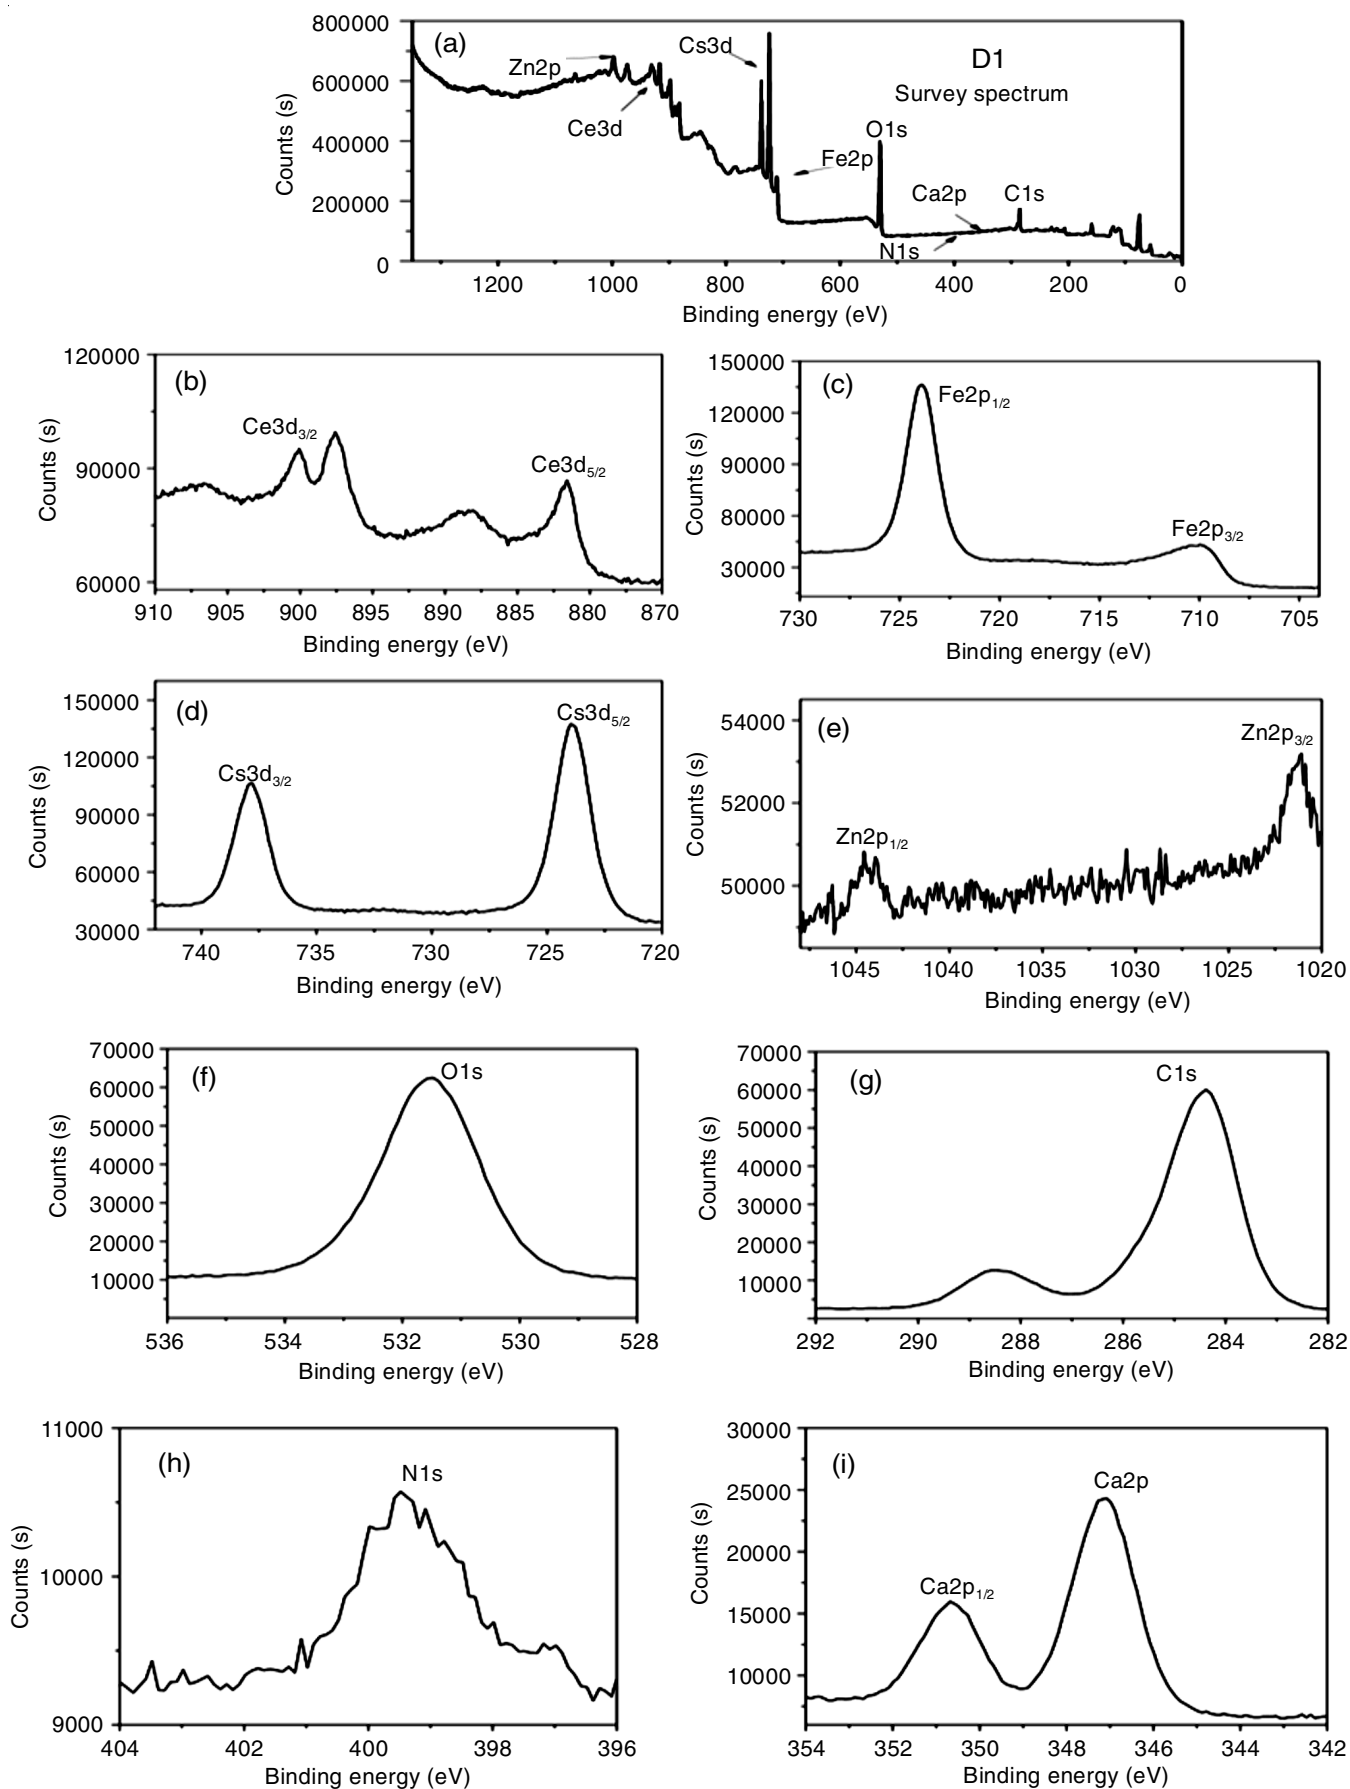 (a)
D1
Survey spectrum
Zn2p
Ce3d
Cs3d
Fe2p
O1s
Ca2p
C1s
N1s
Counts (s)
800000
600000
400000
200000
0
1200 1000 800 600 400 200 0
Binding energy (eV)
(b)
Ce3d3/2
Ce3d5/2
Counts (s)
120000
90000
60000
910 905 900 895 890 885 880 870
Binding energy (eV)
(c)
Fe2p1/2
Fe2p3/2
Counts (s)
150000
120000
90000
80000
30000
730 725 720 715 710 705
Binding energy (eV)
(d)
Cs3d3/2
Cs3d5/2
Counts (s)
150000
120000
90000
60000
30000
740 735 730 725 720
Binding energy (eV)
(e)
Zn2p1/2
Zn2p3/2
Counts (s)
54000
52000
50000
1045 1040 1035 1030 1025 1020
Binding energy (eV)
(f)
O1s
Counts (s)
70000
60000
50000
40000
30000
20000
10000
536 534 532 530 528
Binding energy (eV)
(g)
C1s
Counts (s)
70000
60000
50000
40000
30000
20000
10000
292 290 288 286 284 282
Binding energy (eV)
(h)
N1s
Counts (s)
11000
10000
9000
404 402 400 398 396
Binding energy (eV)
(i)
Ca2p
Ca2p1/2
Counts (s)
30000
25000
20000
15000
10000
354 352 350 348 346 344 342
Binding energy (eV)